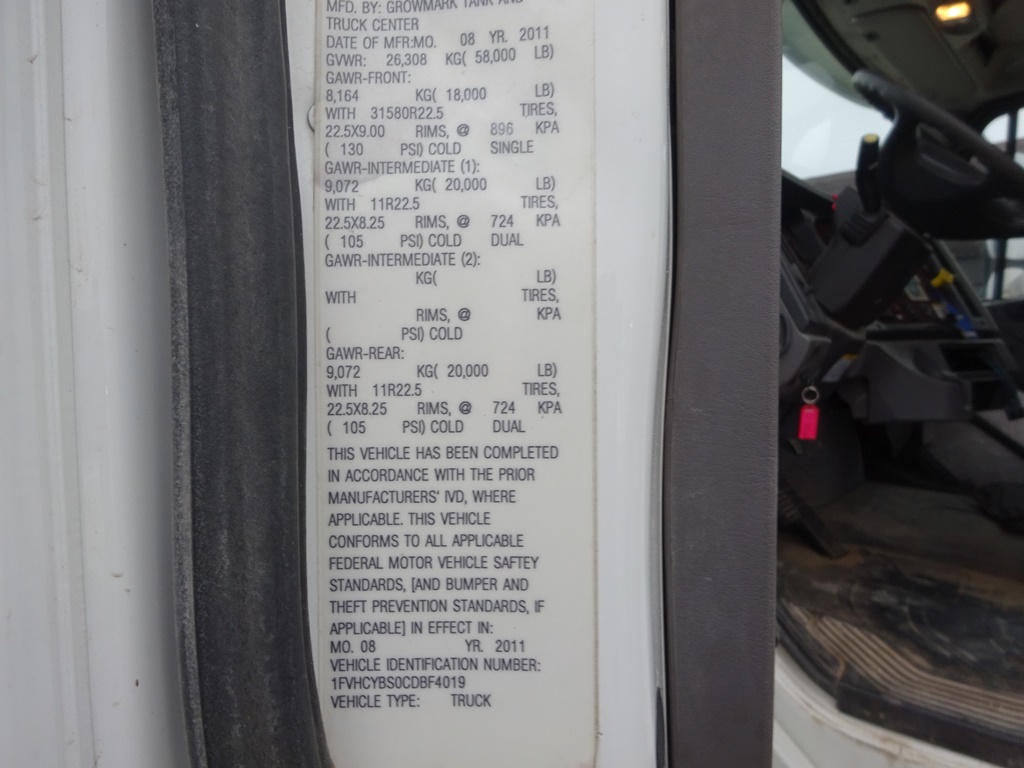 MFD. BY: GROWMARK TANK AND
TRUCK CENTER
DATE OF MFR:MO. 08 YR. 2011
GVWR: 26,308 KG( 58,000 LB)
GAWR-FRONT:
8,164 KG( 18,000 LB)
WITH 31580R22.5 TIRES,
22.5X9.00 RIMS, @ 896 KPA
( 130 PSI) COLD SINGLE
GAWR-INTERMEDIATE (1):
9,072 KG( 20,000 LB)
WITH 11R22.5 TIRES,
22.5X8.25 RIMS, @ 724 KPA
( 105 PSI) COLD DUAL
GAWR-INTERMEDIATE (2):
KG( LB)
WITH TIRES,
RIMS, @ KPA
( PSI) COLD
GAWR-REAR:
9,072 KG( 20,000 LB)
WITH 11R22.5 TIRES,
22.5X8.25 RIMS, @ 724 KPA
( 105 PSI) COLD DUAL
THIS VEHICLE HAS BEEN COMPLETED
IN ACCORDANCE WITH THE PRIOR
MANUFACTURERS' IVD, WHERE
APPLICABLE. THIS VEHICLE
CONFORMS TO ALL APPLICABLE
FEDERAL MOTOR VEHICLE SAFTEY
STANDARDS, [AND BUMPER AND
THEFT PREVENTION STANDARDS, IF
APPLICABLE] IN EFFECT IN:
MO. 08 YR. 2011
VEHICLE IDENTIFICATION NUMBER:
1FVHCYBS0CDBF4019
VEHICLE TYPE: TRUCK